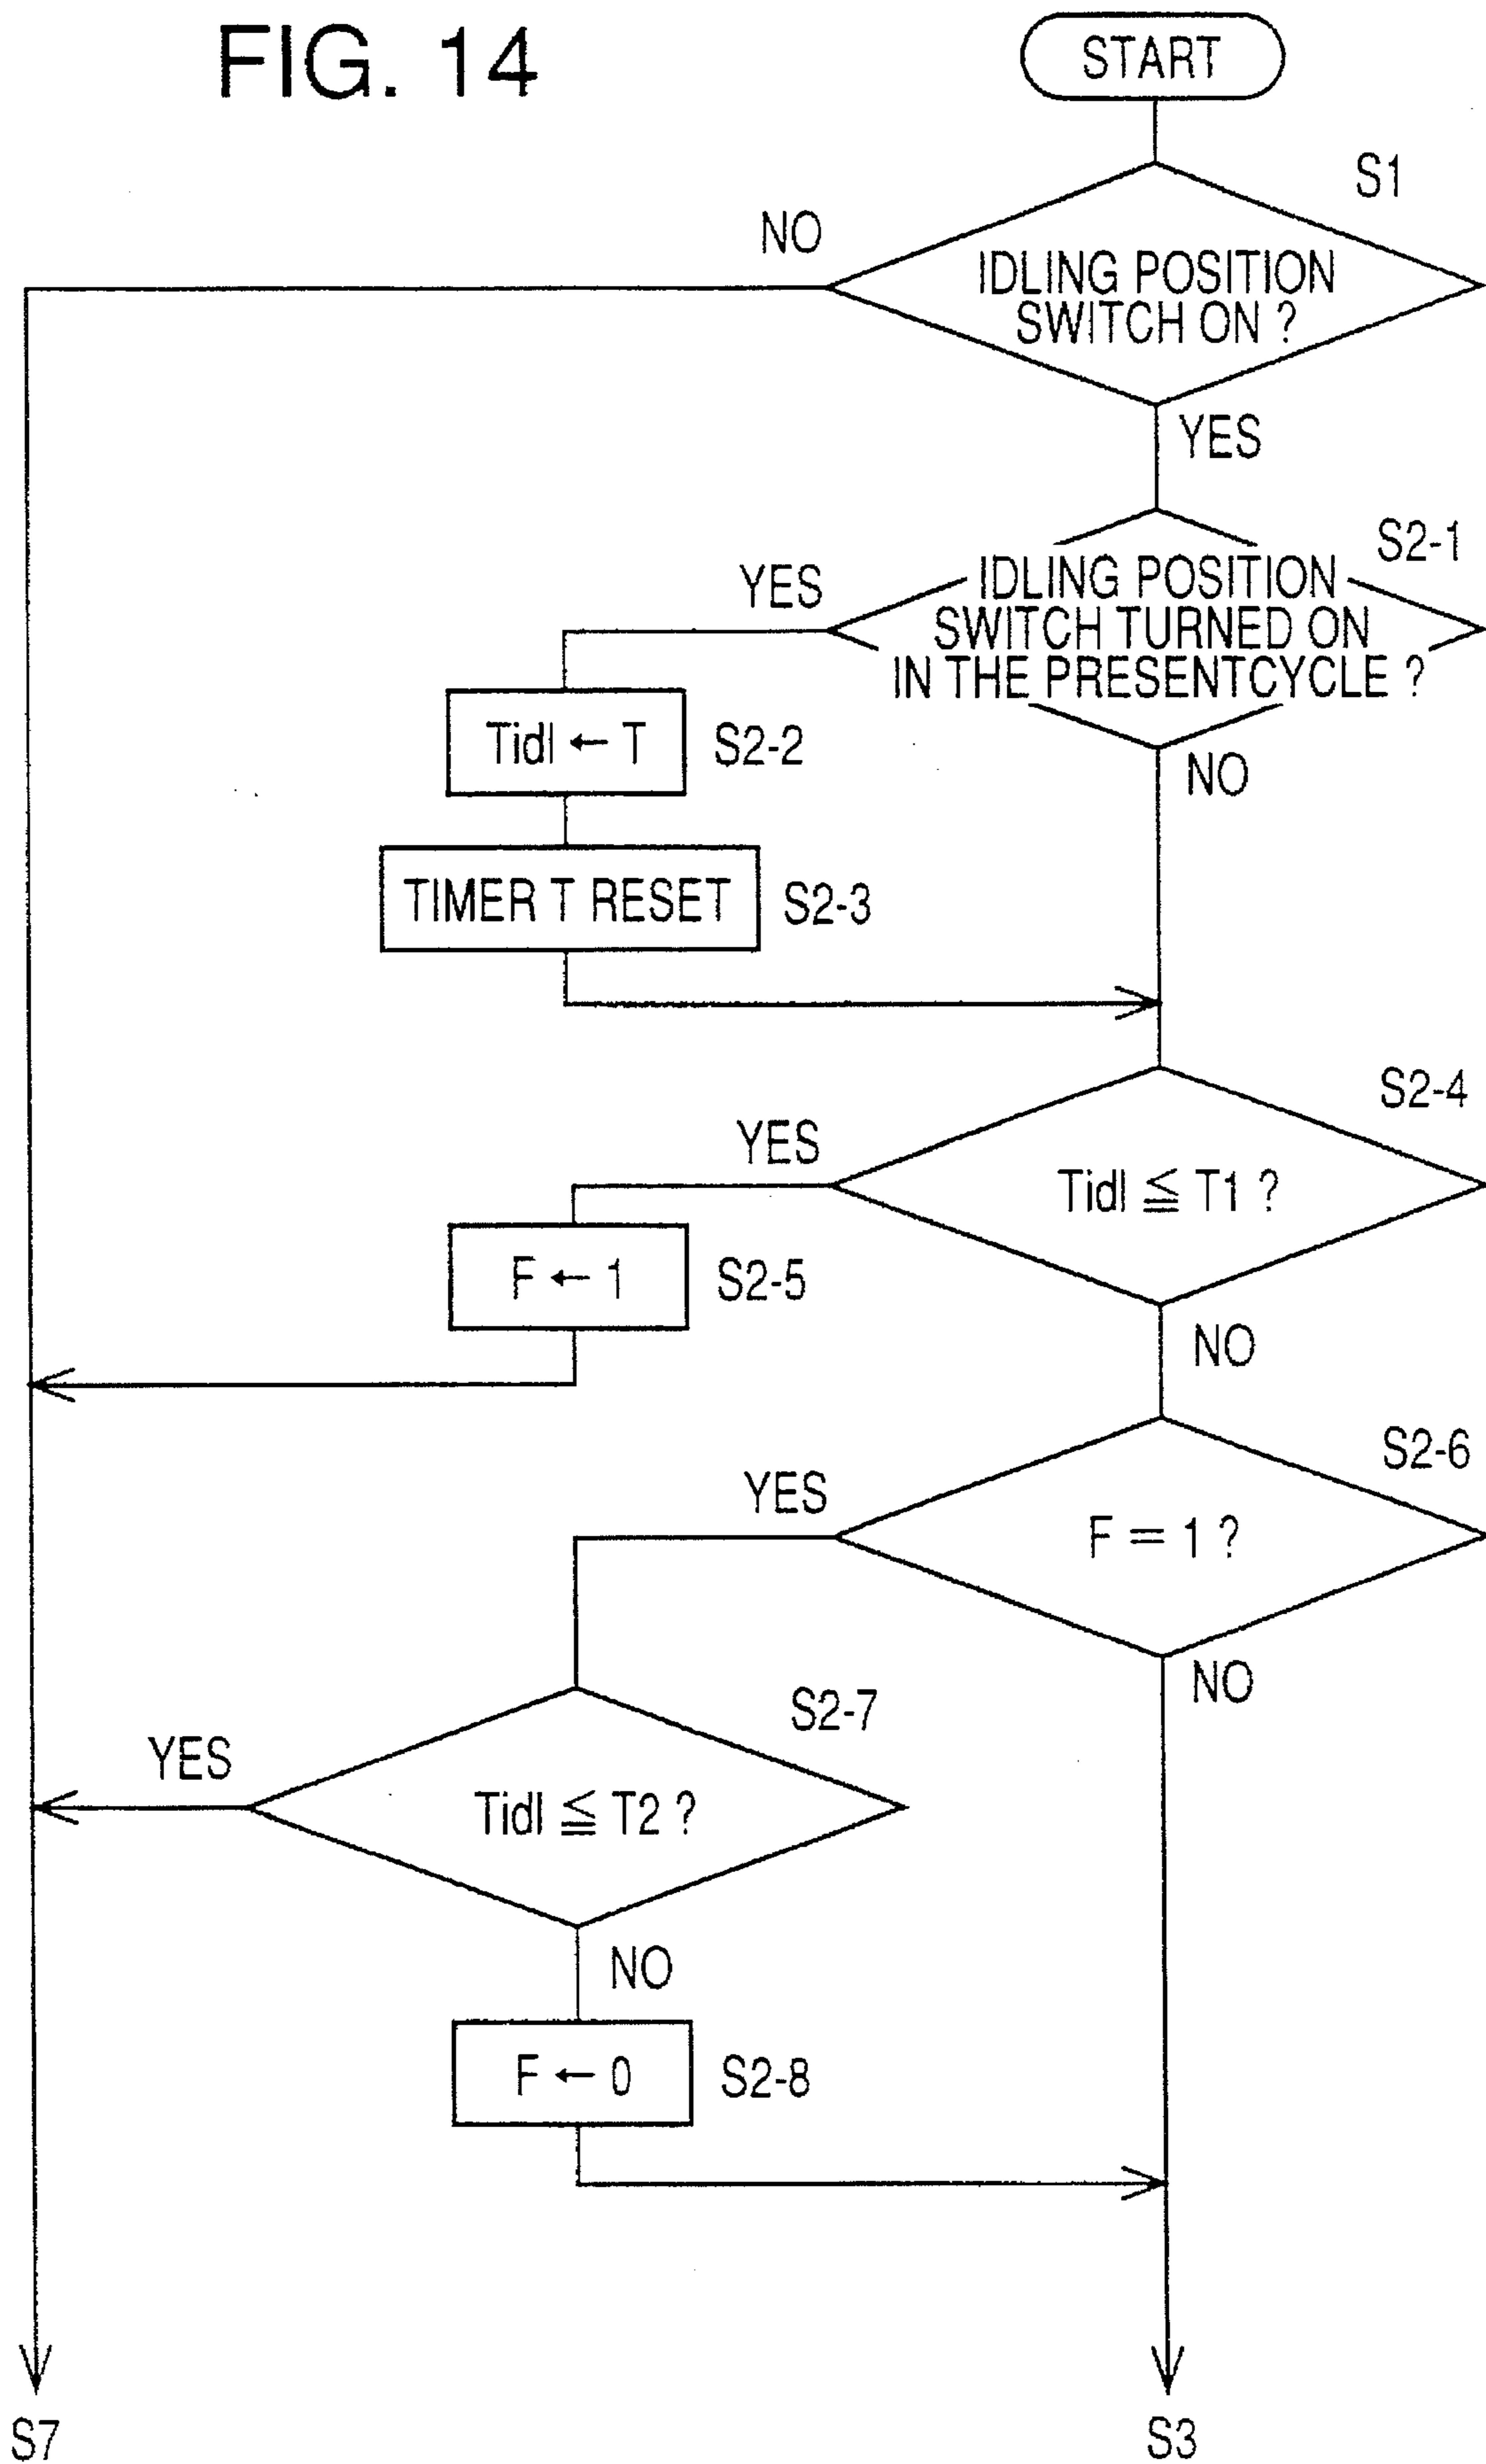 FIG. 14
START
S1
NO
IDLING POSITION
SWITCH ON ?
YES
S2-1
YES
IDLING POSITION
SWITCH TURNED ON
IN THE PRESENTCYCLE ?
Tidl ← T
S2-2
NO
TIMER T RESET
S2-3
S2-4
YES
Tidl ≦ T1 ?
F ← 1
S2-5
NO
S2-6
YES
F = 1 ?
NO
S2-7
YES
Tidl ≦ T2 ?
NO
F ← 0
S2-8
S7
S3